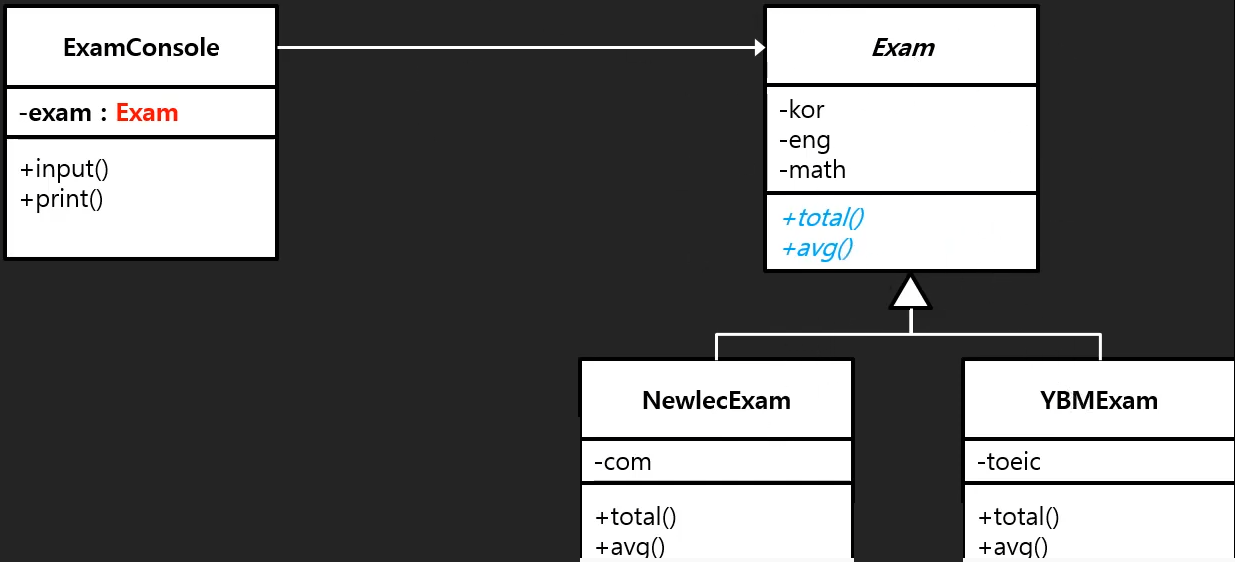 ExamConsole
-exam : Exam
+input()
+print()
Exam
-kor
-eng
-math
+total()
+avg()
NewlecExam
-com
+total()
+avg()
YBMExam
-toeic
+total()
+avg()